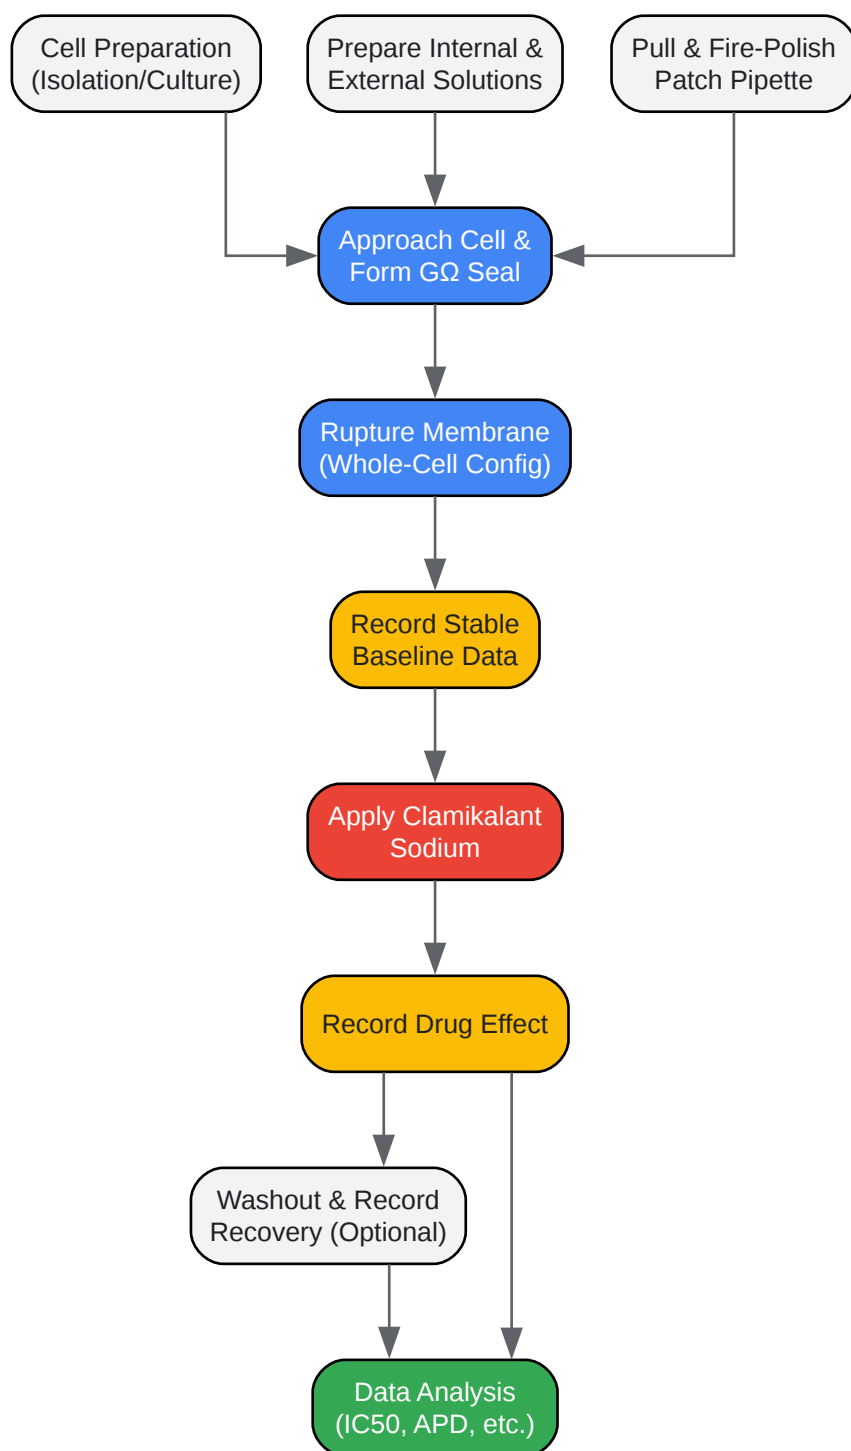 Cell Preparation
(Isolation/Culture)
Prepare Internal &
External Solutions
Pull & Fire-Polish
Patch Pipette
Approach Cell &
Form GΩ Seal
Rupture Membrane
(Whole-Cell Config)
Record Stable
Baseline Data
Apply Clamikalant
Sodium
Record Drug Effect
Washout & Record
Recovery (Optional)
Data Analysis
(IC50, APD, etc.)